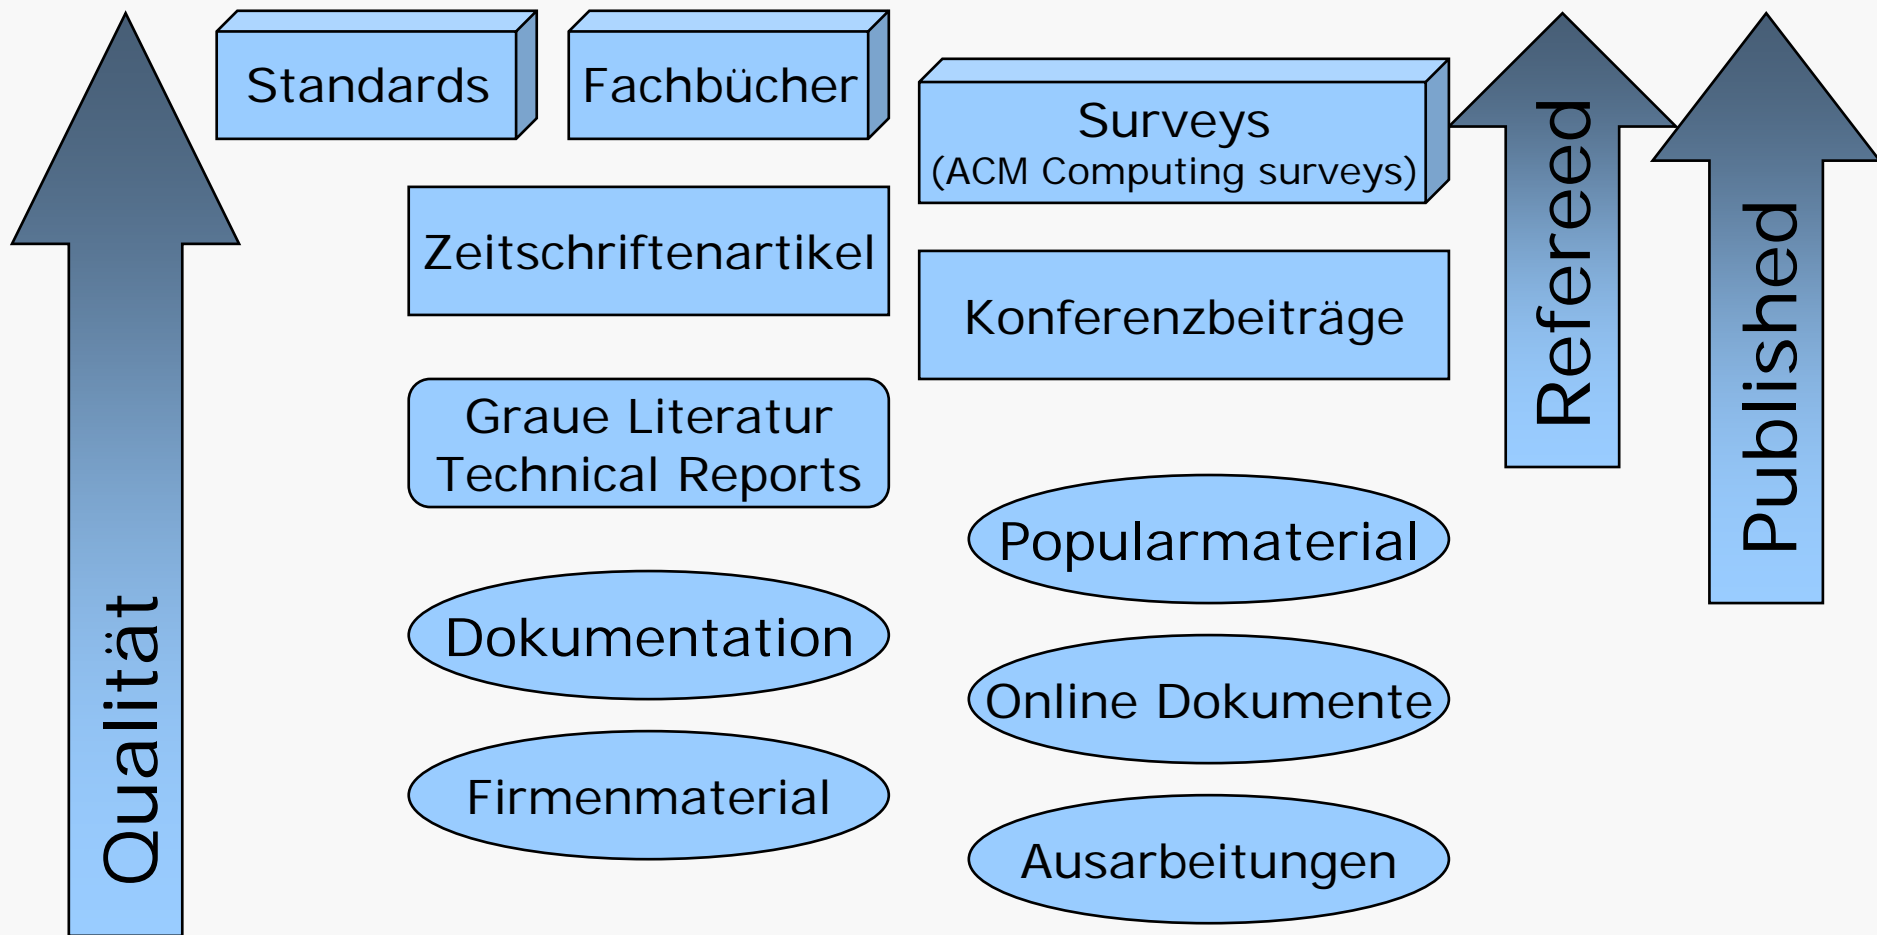 Standards
Fachbücher
Surveys
(ACM Computing surveys)
Zeitschriftenartikel
Konferenzbeiträge
Graue Literatur
Technical Reports
Popularmaterial
Dokumentation
Online Dokumente
Firmenmaterial
Ausarbeitungen
Qualität
Refereed
Published